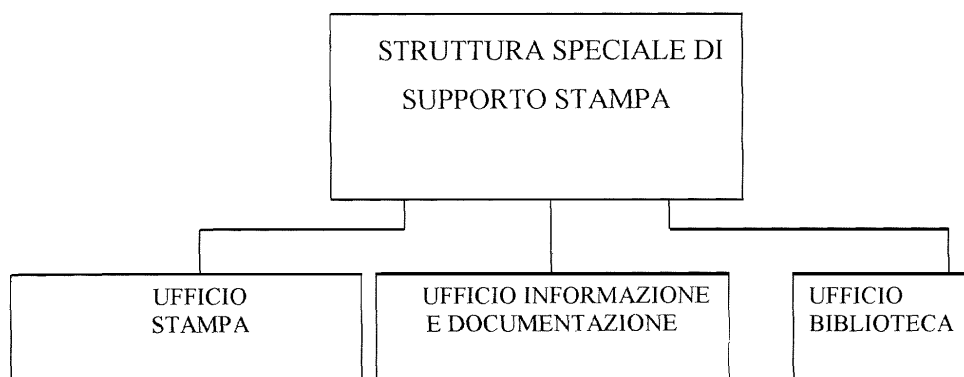 STRUTTURA SPECIALE DI
SUPPORTO STAMPA
UFFICIO
STAMPA
UFFICIO INFORMAZIONE
E DOCUMENTAZIONE
UFFICIO
BIBLIOTECA